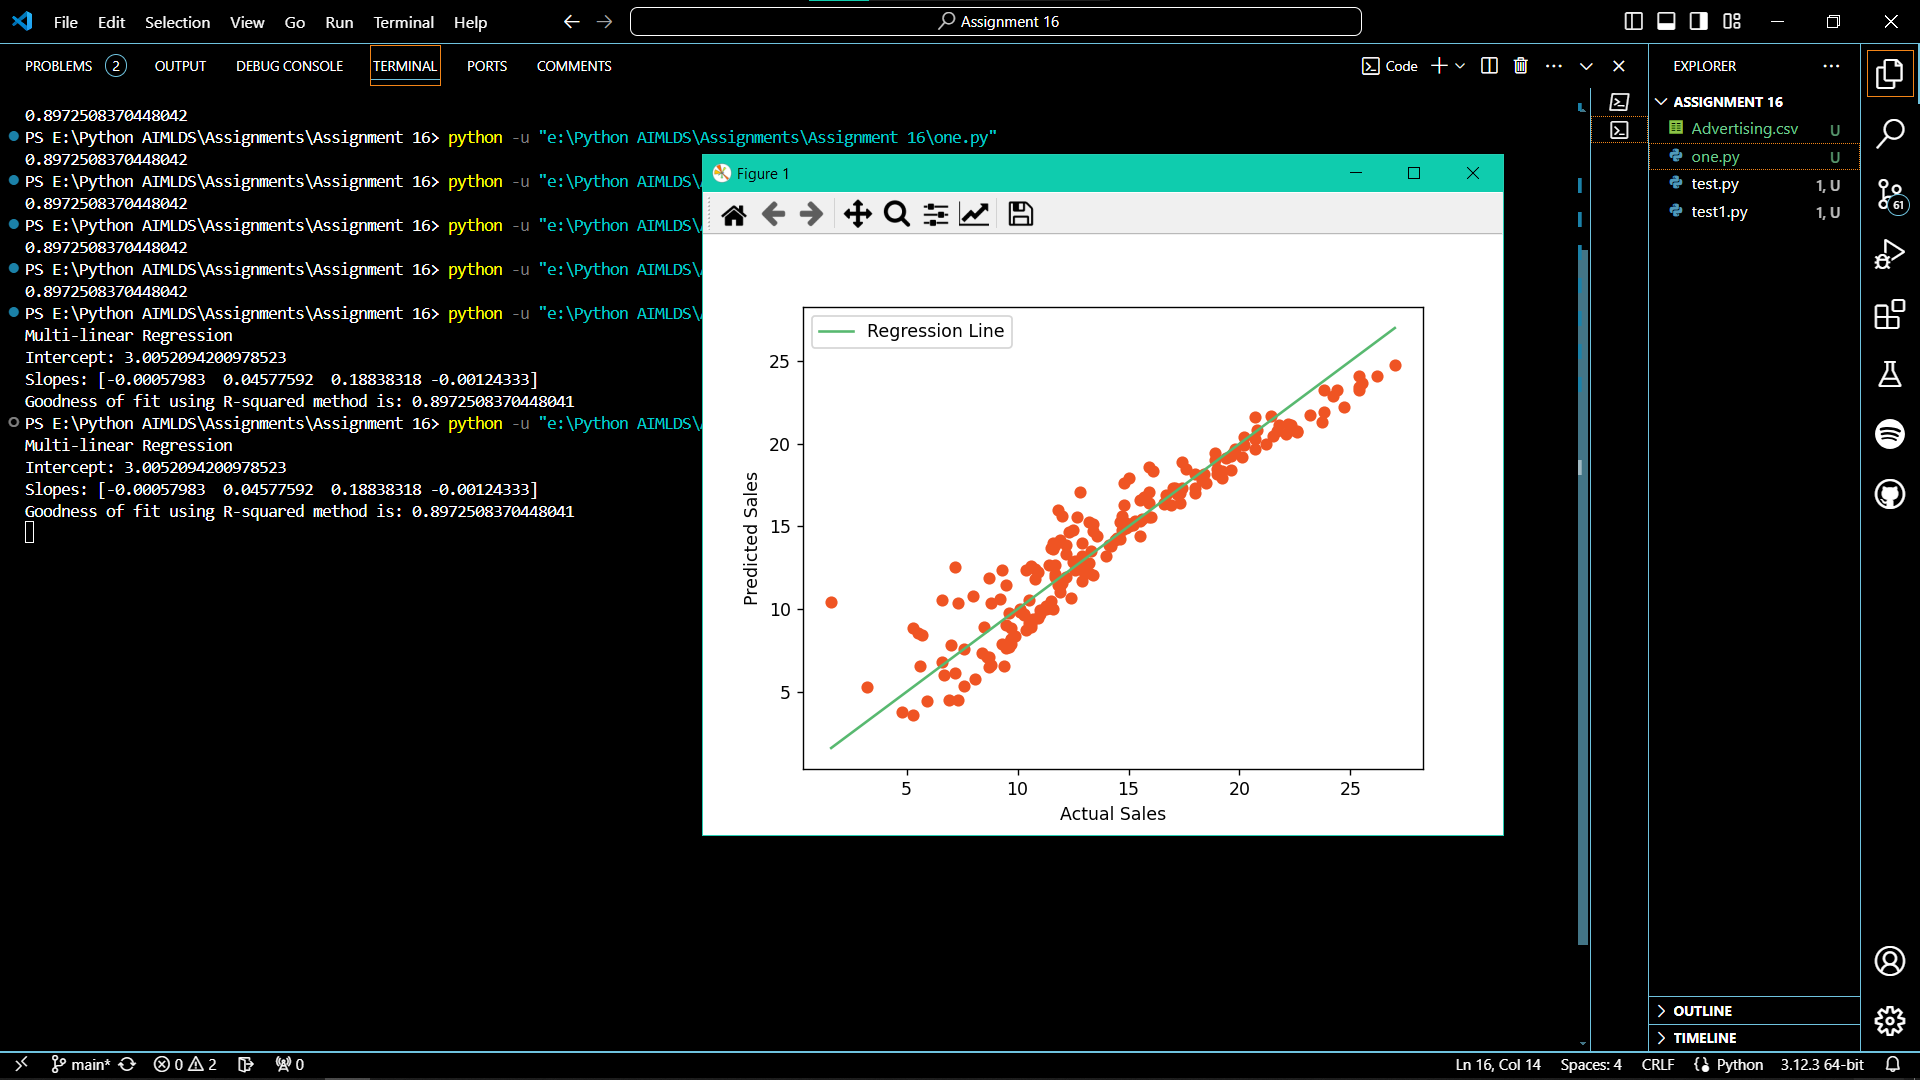 File Edit Selection View Go Run Terminal Help
Assignment 16
PROBLEMS 2 OUTPUT DEBUG CONSOLE TERMINAL PORTS COMMENTS
Code
0.8972508370448042
PS E:\Python AIMLDS\Assignments\Assignment 16> python -u "e:\Python AIMLDS\Assignments\Assignment 16\one.py"
0.8972508370448042
PS E:\Python AIMLDS\Assignments\Assignment 16> python -u "e:\Python AIMLDS\
0.8972508370448042
PS E:\Python AIMLDS\Assignments\Assignment 16> python -u "e:\Python AIMLDS\
0.8972508370448042
PS E:\Python AIMLDS\Assignments\Assignment 16> python -u "e:\Python AIMLDS\
0.8972508370448042
PS E:\Python AIMLDS\Assignments\Assignment 16> python -u "e:\Python AIMLDS\
Multi-linear Regression
Intercept: 3.0052094200978523
Slopes: [-0.00057983  0.04577592  0.18838318 -0.00124333]
Goodness of fit using R-squared method is: 0.8972508370448041
PS E:\Python AIMLDS\Assignments\Assignment 16> python -u "e:\Python AIMLDS\
Multi-linear Regression
Intercept: 3.0052094200978523
Slopes: [-0.00057983  0.04577592  0.18838318 -0.00124333]
Goodness of fit using R-squared method is: 0.8972508370448041
Figure 1
Regression Line
25
20
15
10
5
Predicted Sales
5 10 15 20 25
Actual Sales
EXPLORER
ASSIGNMENT 16
Advertising.csv U
one.py U
test.py 1, U
test1.py 1, U
61
OUTLINE
TIMELINE
main* 0 2 0
Ln 16, Col 14 Spaces: 4 CRLF Python 3.12.3 64-bit